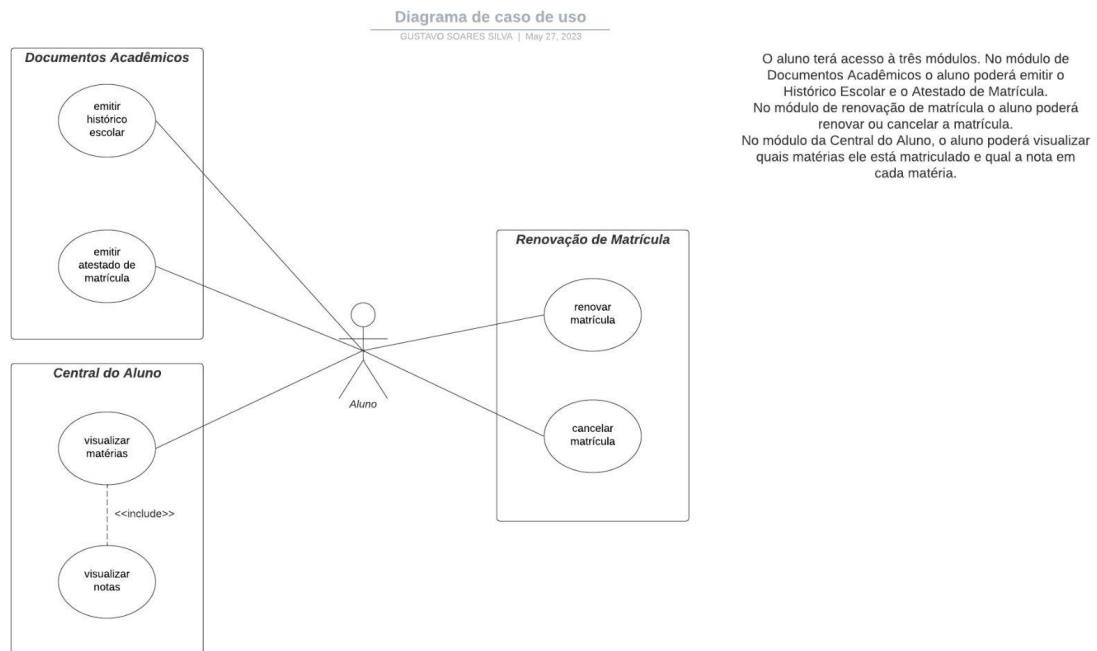 Diagrama de caso de uso
GUSTAVO SOARES SILVA | May 27, 2023
Documentos Acadêmicos
emitir
histórico
escolar
emitir
atestado de
matrícula
Central do Aluno
visualizar
matérias
<<include>>
visualizar
notas
Aluno
Renovação de Matrícula
renovar
matrícula
cancelar
matrícula
O aluno terá acesso à três módulos. No módulo de
Documentos Acadêmicos o aluno poderá emitir o
Histórico Escolar e o Atestado de Matrícula.
No módulo de renovação de matrícula o aluno poderá
renovar ou cancelar a matrícula.
No módulo da Central do Aluno, o aluno poderá visualizar
quais matérias ele está matriculado e qual a nota em
cada matéria.